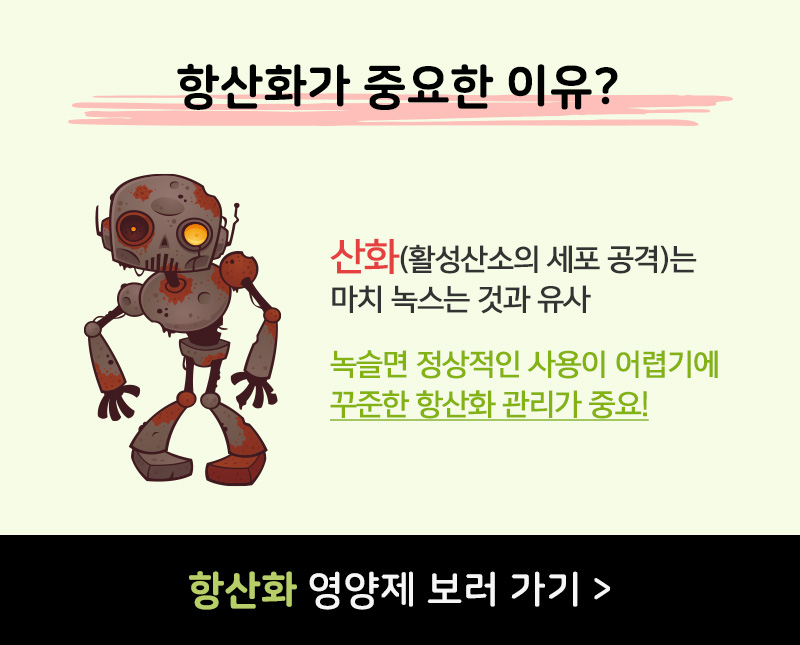 항산화가 중요한 이유?
산화(활성산소의 세포 공격)는
마치 녹스는 것과 유사
녹슬면 정상적인 사용이 어렵기에
꾸준한 항산화 관리가 중요!
항산화 영양제 보러 가기 >